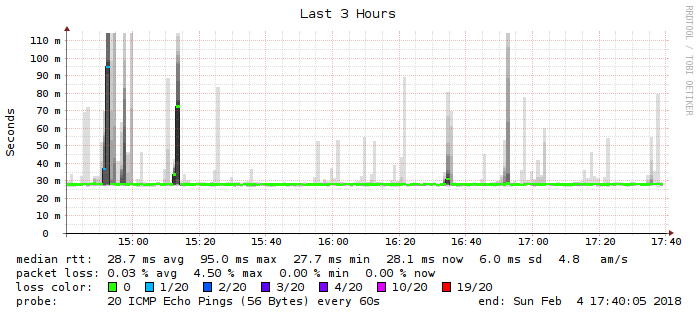 Last 3 Hours
RRDTOOL / TOBI OETIKER
Seconds
110 m
100 m
90 m
80 m
70 m
60 m
50 m
40 m
30 m
20 m
10 m
0
15:00 15:20 15:40 16:00 16:20 16:40 17:00 17:20 17:40
median rtt: 28.7 ms avg 95.0 ms max 27.7 ms min 28.1 ms now 6.0 ms sd 4.8 am/s
packet loss: 0.03 % avg 4.50 % max 0.00 % min 0.00 % now
loss color: 0 1/20 2/20 3/20 4/20 10/20 19/20
probe: 20 ICMP Echo Pings (56 Bytes) every 60s end: Sun Feb 4 17:40:05 2018